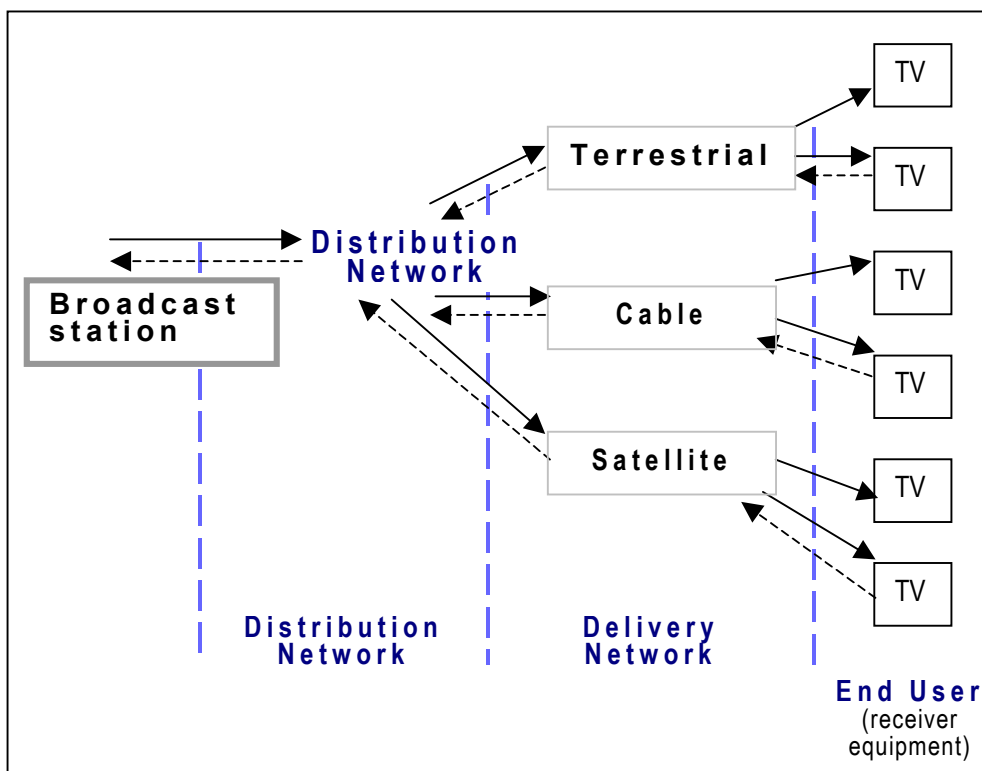 TV
Terrestrial
TV
Distribution
Network
Broadcast
station
TV
Cable
TV
Satellite
TV
TV
Distribution
Network
Delivery
Network
End User
(receiver
equipment)